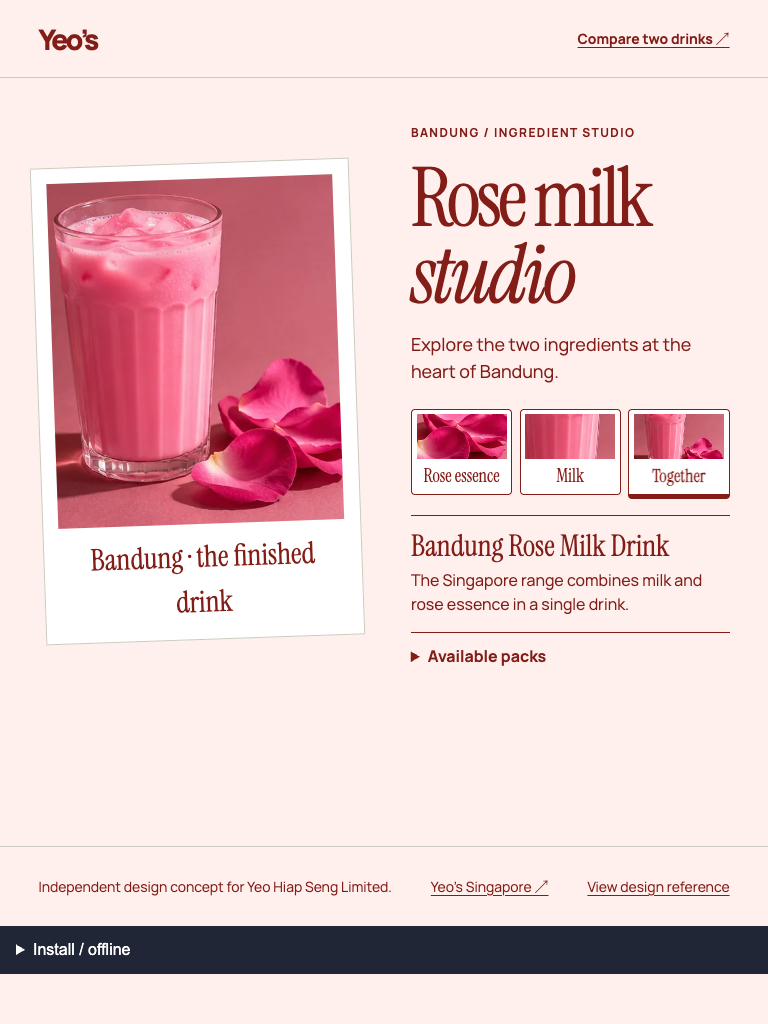 Yeo's
Compare two drinks ↗
BANDUNG / INGREDIENT STUDIO
Rose milk
studio
Explore the two ingredients at the
heart of Bandung.
Rose essence
Milk
Together
Bandung · the finished
drink
Bandung Rose Milk Drink
The Singapore range combines milk and
rose essence in a single drink.
Available packs
Independent design concept for Yeo Hiap Seng Limited.
Yeo's Singapore ↗
View design reference
Install / offline